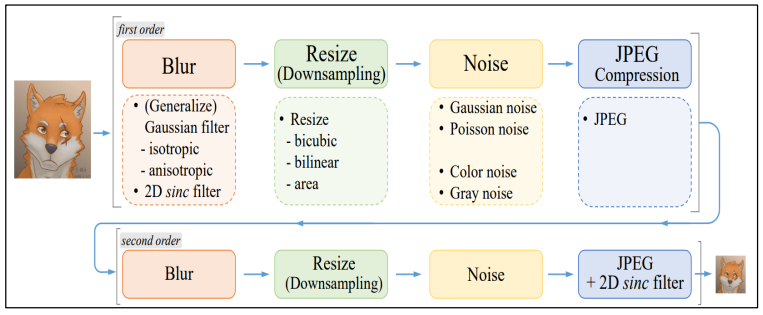 first order
Blur
Resize
(Downsampling)
Noise
JPEG
Compression
• (Generalize)
Gaussian filter
- isotropic
- anisotropic
• 2D sinc filter
• Resize
- bicubic
- bilinear
- area
• Gaussian noise
• Poisson noise
• Color noise
• Gray noise
• JPEG
second order
Blur
Resize
(Downsampling)
Noise
JPEG
+ 2D sinc filter